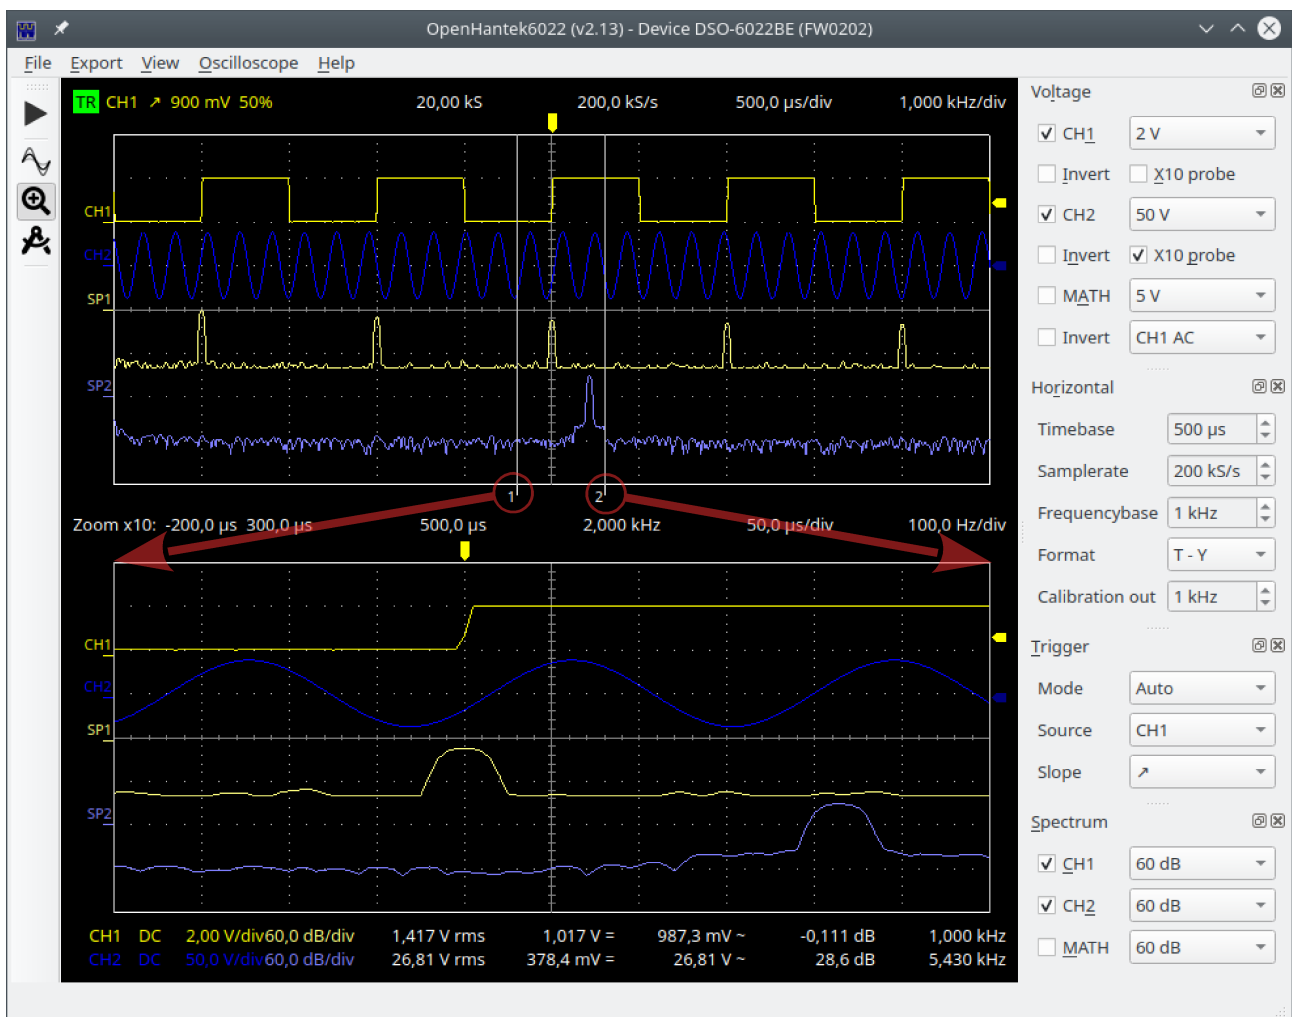 OpenHantek6022 (v2.13) - Device DSO-6022BE (FW0202)
File Export View Oscilloscope Help
TR CH1 ↗ 900 mV 50% 20,00 kS 200,0 kS/s 500,0 µs/div 1,000 kHz/div
CH1
CH2
SP1
SP2
1 2
Zoom x10: -200,0 µs 300,0 µs 500,0 µs 2,000 kHz 50,0 µs/div 100,0 Hz/div
CH1
CH2
SP1
SP2
CH1 DC 2,00 V/div 60,0 dB/div 1,417 V rms 1,017 V = 987,3 mV ~ -0,111 dB 1,000 kHz
CH2 DC 50,0 V/div 60,0 dB/div 26,81 V rms 378,4 mV = 26,81 V ~ 28,6 dB 5,430 kHz
Voltage
CH1 2 V
Invert X10 probe
CH2 50 V
Invert X10 probe
MATH 5 V
Invert CH1 AC
Horizontal
Timebase 500 µs
Samplerate 200 kS/s
Frequencybase 1 kHz
Format T - Y
Calibration out 1 kHz
Trigger
Mode Auto
Source CH1
Slope ↗
Spectrum
CH1 60 dB
CH2 60 dB
MATH 60 dB